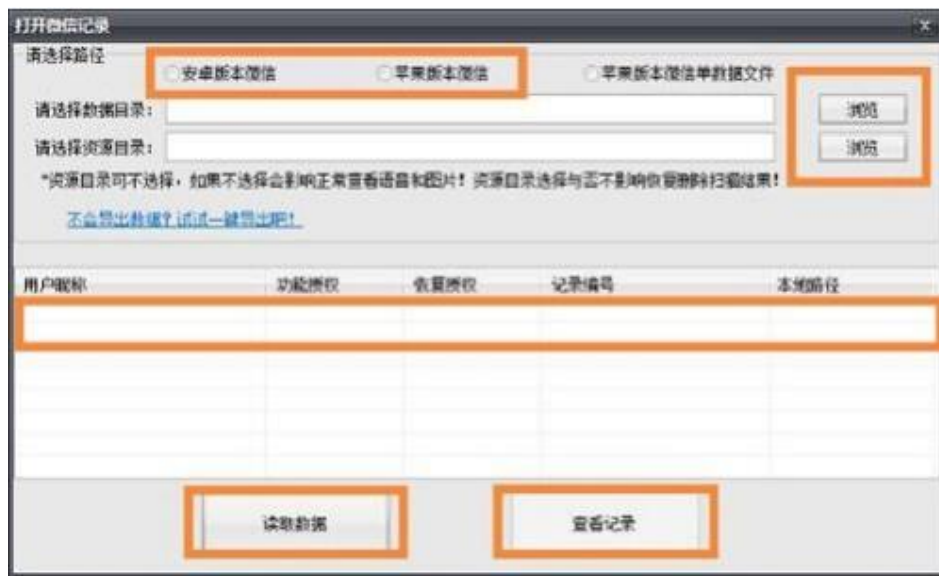 打开微信记录
请选择路径
安卓版本微信 苹果版本微信 苹果版本微信单数据文件
请选择数据目录： 浏览
请选择资源目录： 浏览
*资源目录可不选择，如果不选择会影响正常查看语音和图片！资源目录选择与否不影响恢复删除扫描结果！
不会导出数据？试试一键导出吧！
用户昵称 功能授权 恢复授权 记录编号 本地路径
读取数据 查看记录